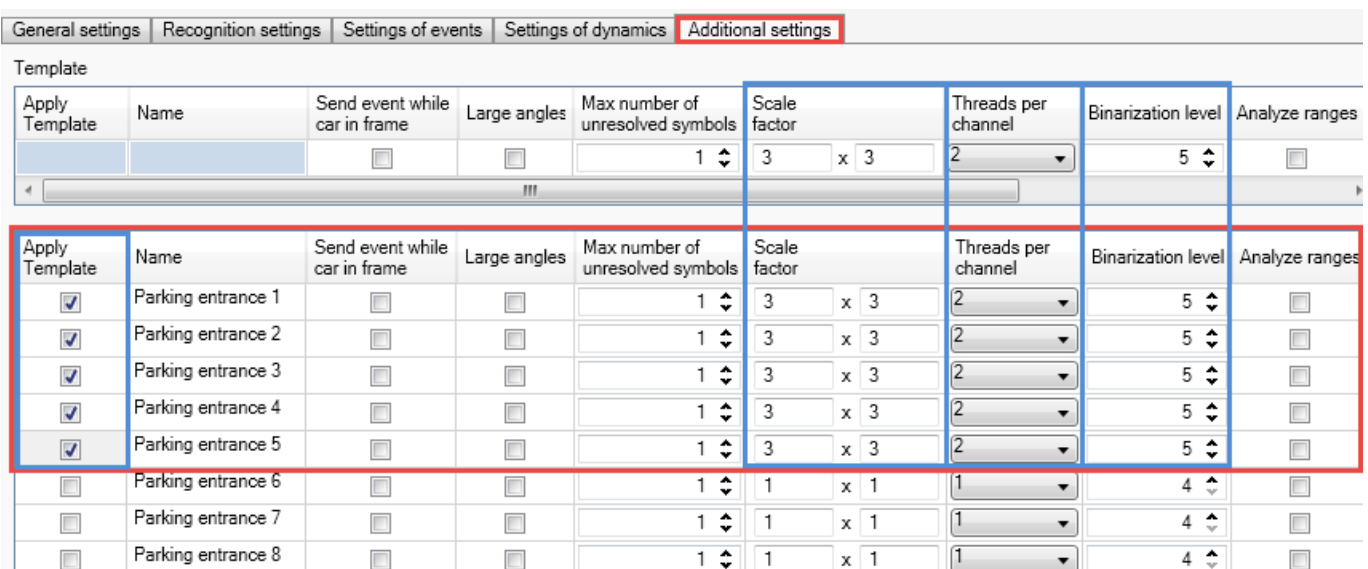 General settings Recognition settings Settings of events Settings of dynamics Additional settings
Template
Apply Template Name Send event while car in frame Large angles Max number of unresolved symbols Scale factor Threads per channel Binarization level Analyze ranges
1 3 x 3 2 5
Apply Template Name Send event while car in frame Large angles Max number of unresolved symbols Scale factor Threads per channel Binarization level Analyze ranges
Parking entrance 1 1 3 x 3 2 5
Parking entrance 2 1 3 x 3 2 5
Parking entrance 3 1 3 x 3 2 5
Parking entrance 4 1 3 x 3 2 5
Parking entrance 5 1 3 x 3 2 5
Parking entrance 6 1 1 x 1 1 4
Parking entrance 7 1 1 x 1 1 4
Parking entrance 8 1 1 x 1 1 4